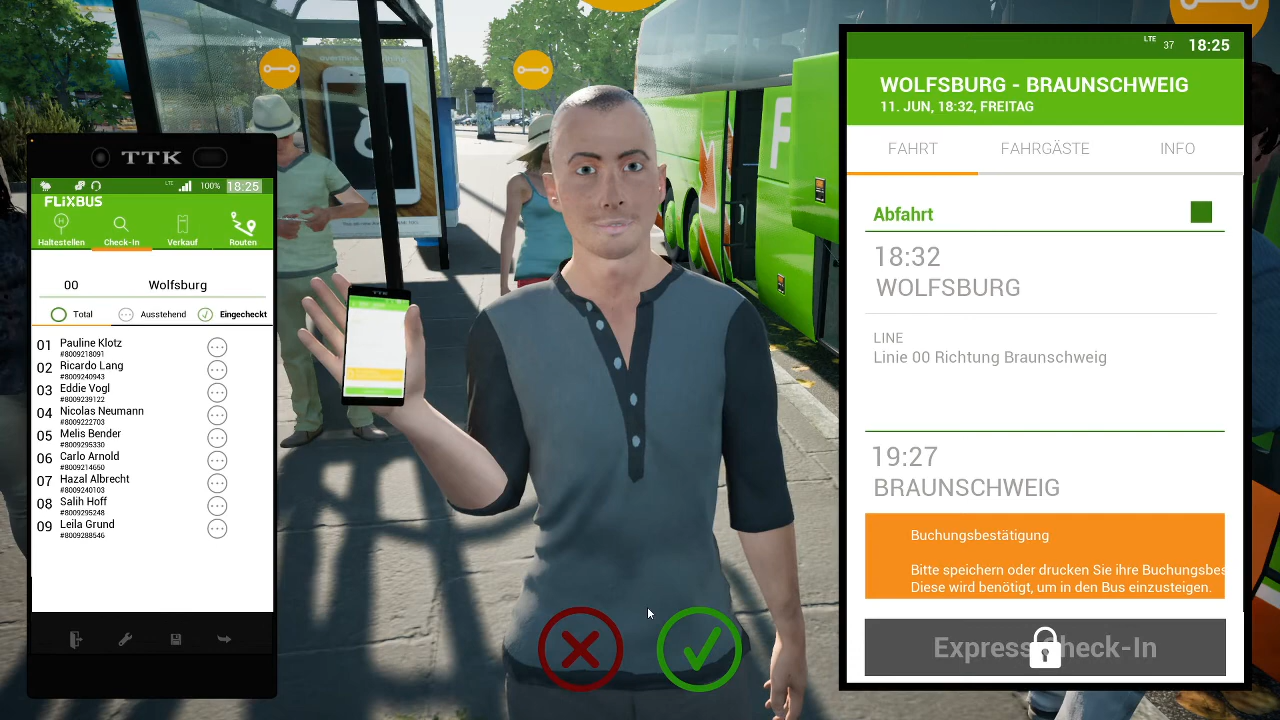 TTK
LTE
100%
18:25
FLiXBUS
Haltestellen
Check-In
Verkauf
Routen
00
Wolfsburg
Total
Ausstehend
Eingecheckt
01 Pauline Klotz
#8009218091
02 Ricardo Lang
#8009240943
03 Eddie Vogl
#8009239122
04 Nicolas Neumann
#8009222703
05 Melis Bender
#8009295330
06 Carlo Arnold
#8009214650
07 Hazal Albrecht
#8009240103
08 Salih Hoff
#8009295248
09 Leila Grund
#8009288546
TTK
F
LTE 37 18:25
WOLFSBURG - BRAUNSCHWEIG
11. JUN, 18:32, FREITAG
FAHRT
FAHRGÄSTE
INFO
Abfahrt
18:32
WOLFSBURG
LINE
Linie 00 Richtung Braunschweig
19:27
BRAUNSCHWEIG
Buchungsbestätigung
Bitte speichern oder drucken Sie ihre Buchungsbes
Diese wird benötigt, um in den Bus einzusteigen.
Express Check-In